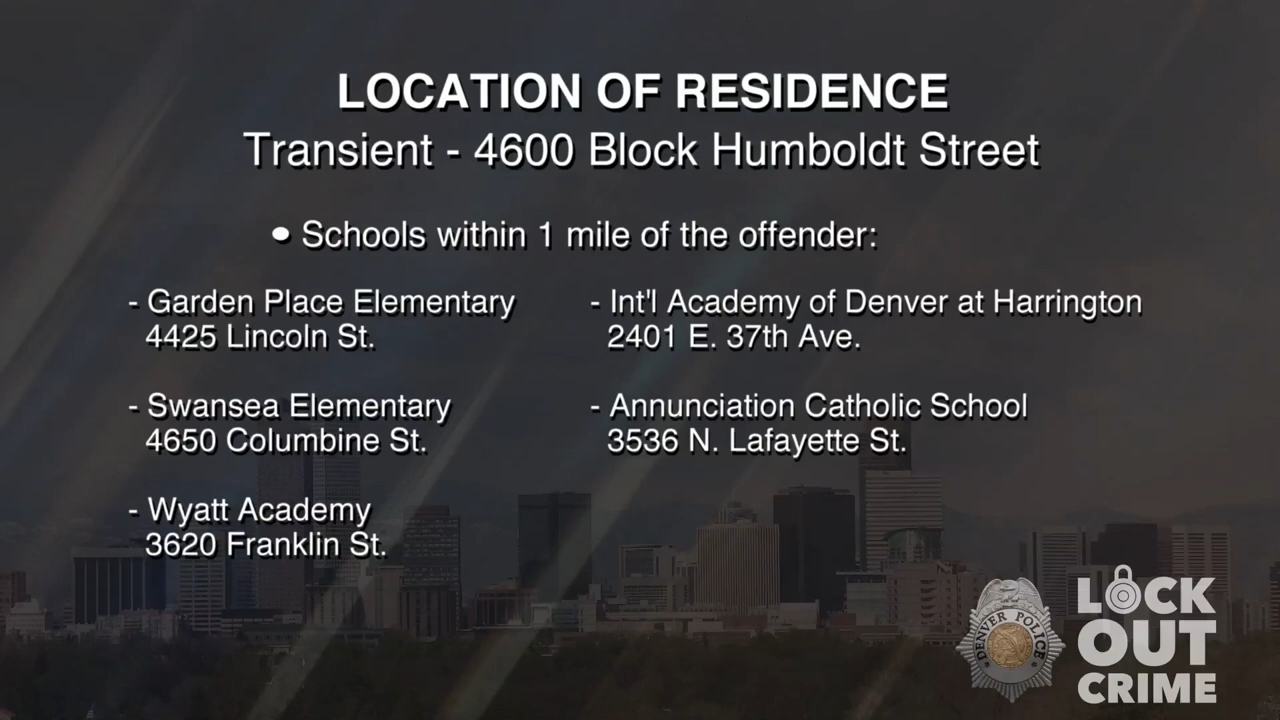 LOCATION OF RESIDENCE
Transient - 4600 Block Humboldt Street
• Schools within 1 mile of the offender:
- Garden Place Elementary
4425 Lincoln St.
- Swansea Elementary
4650 Columbine St.
- Wyatt Academy
3620 Franklin St.
- Int'l Academy of Denver at Harrington
2401 E. 37th Ave.
- Annunciation Catholic School
3536 N. Lafayette St.
DENVER POLICE
LOCK
OUT
CRIME